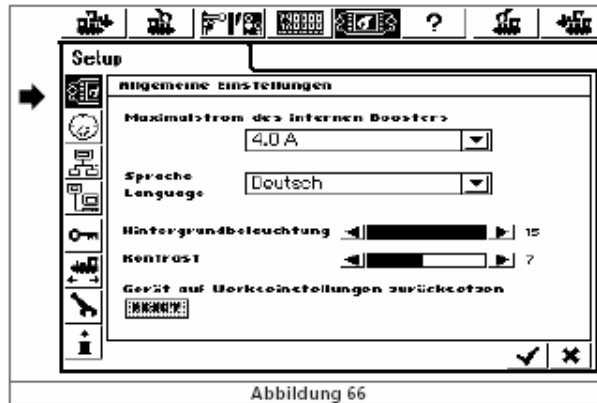 ?
Setup
Allgemeine Einstellungen
Maximalstrom des internen Boosters
4.0 A
Sprache
Language
Deutsch
Hintergrundbeleuchtung
15
Kontrast
7
Gerät auf Werkseinstellungen zurücksetzen
Abbildung 66